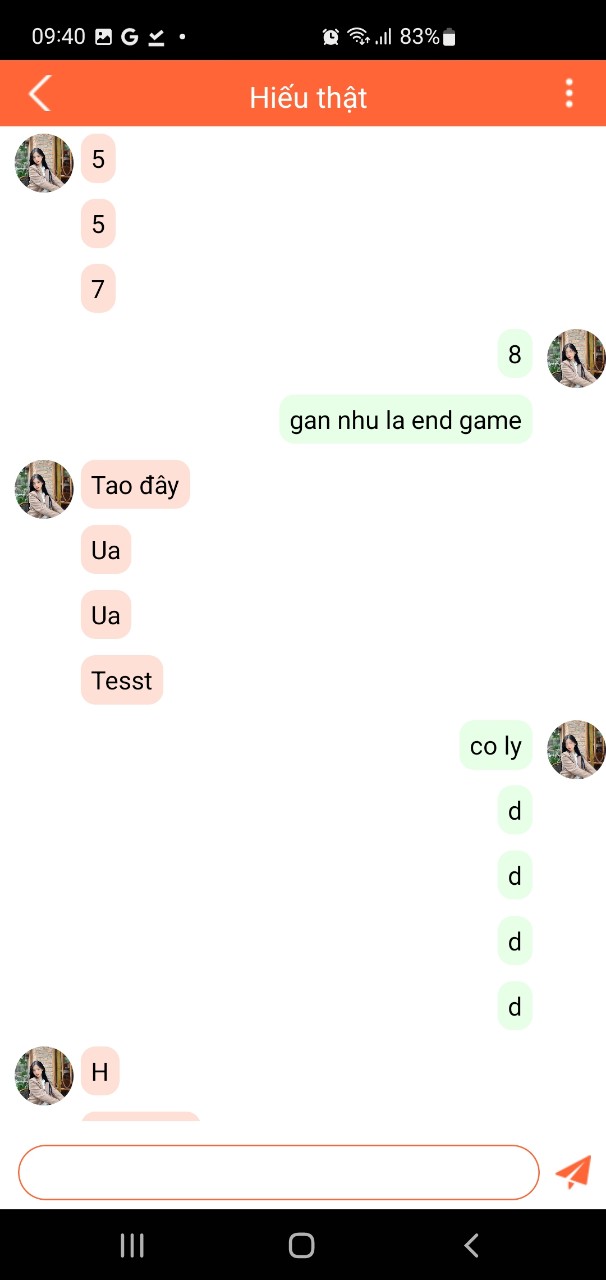 09:40 G 83%
Hiếu thật
5
5
7
8
gan nhu la end game
Tao đây
Ua
Ua
Tesst
co ly
d
d
d
d
H